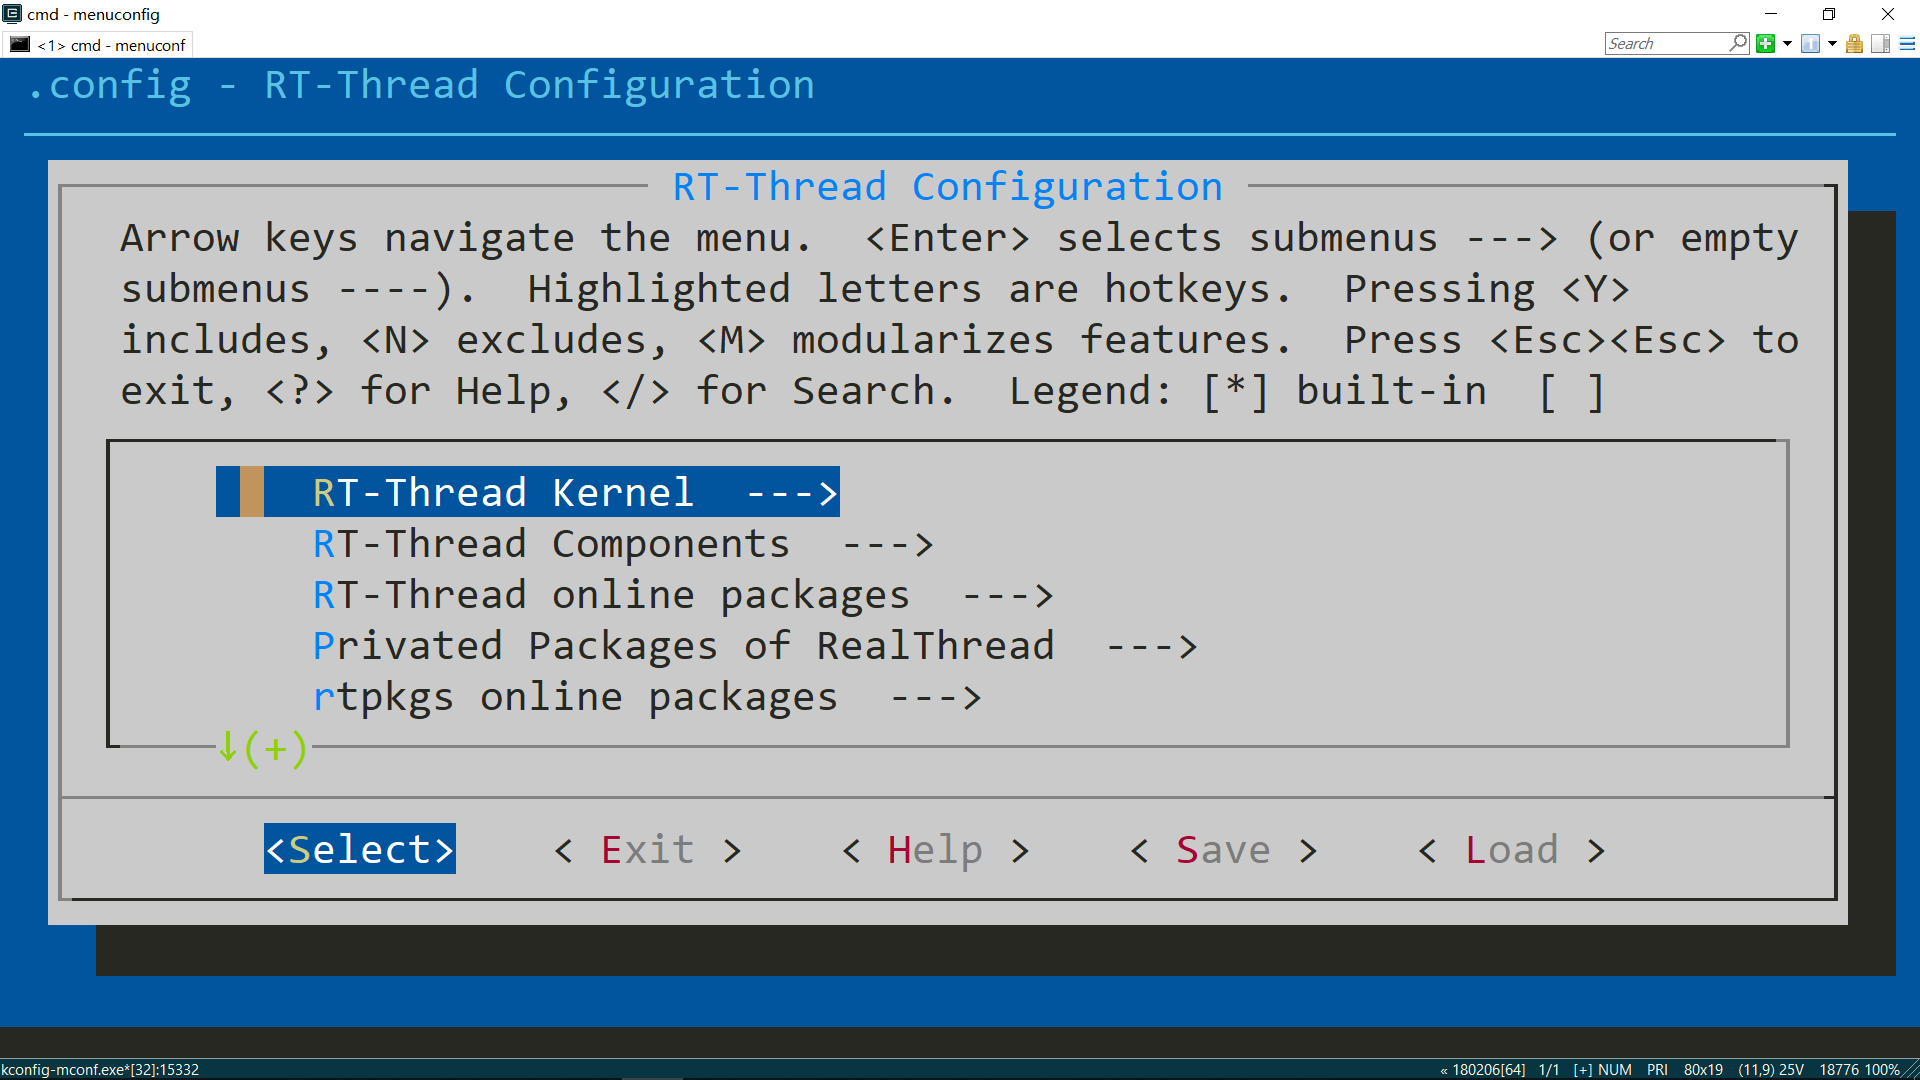 cmd - menuconfig
<1> cmd - menuconf
Search
.config - RT-Thread Configuration
RT-Thread Configuration
Arrow keys navigate the menu.  <Enter> selects submenus ---> (or empty
submenus ----).  Highlighted letters are hotkeys.  Pressing <Y>
includes, <N> excludes, <M> modularizes features.  Press <Esc><Esc> to
exit, <?> for Help, </> for Search.  Legend: [*] built-in  [ ]
RT-Thread Kernel  --->
RT-Thread Components  --->
RT-Thread online packages  --->
Privated Packages of RealThread  --->
rtpkgs online packages  --->
↓(+)
<Select>    < Exit >    < Help >    < Save >    < Load >
kconfig-mconf.exe*[32]:15332
« 180206[64]  1/1  [+] NUM  PRI  80x19  (11,9) 25V  18776 100%